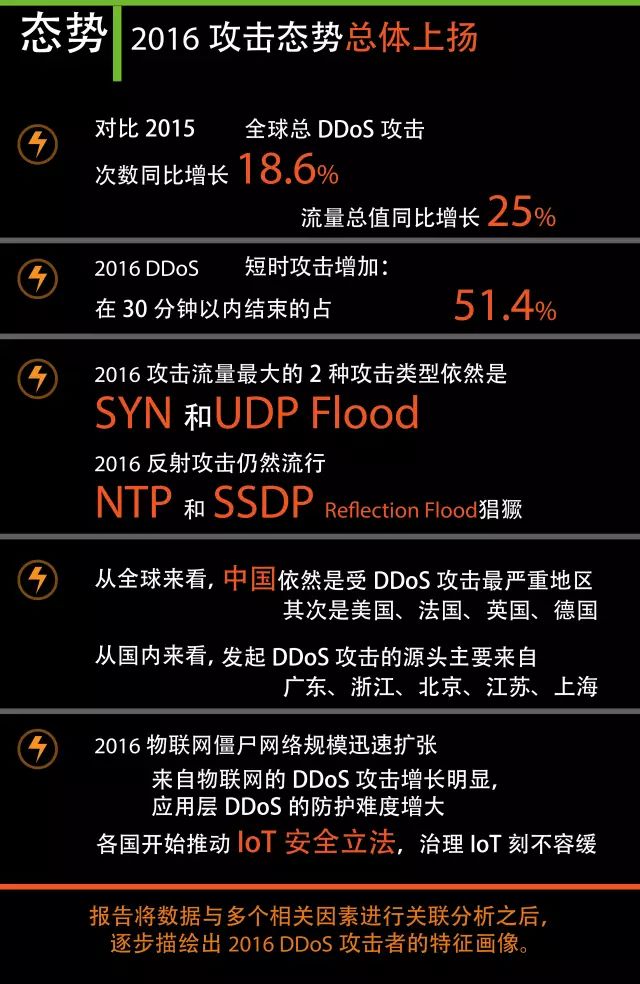 态势 2016 攻击态势总体上扬
对比 2015 全球总 DDoS 攻击
次数同比增长 18.6%
流量总值同比增长 25%
2016 DDoS 短时攻击增加：
在 30 分钟以内结束的占 51.4%
2016 攻击流量最大的 2 种攻击类型依然是
SYN 和UDP Flood
2016 反射攻击仍然流行
NTP 和 SSDP Reflection Flood猖獗
从全球来看，中国依然是受 DDoS 攻击最严重地区
其次是美国、法国、英国、德国
从国内来看，发起 DDoS 攻击的源头主要来自
广东、浙江、北京、江苏、上海
2016 物联网僵尸网络规模迅速扩张
来自物联网的 DDoS 攻击增长明显，
应用层 DDoS 的防护难度增大
各国开始推动 IoT 安全立法，治理 IoT 刻不容缓
报告将数据与多个相关因素进行关联分析之后，
逐步描绘出 2016 DDoS 攻击者的特征画像。